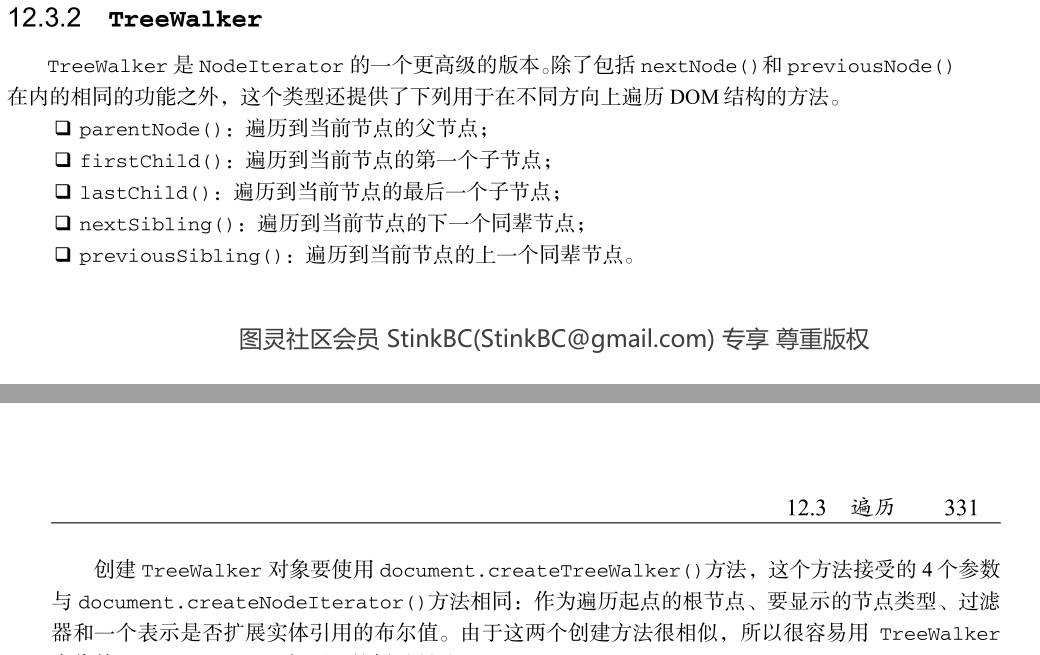 12.3.2 TreeWalker
TreeWalker 是 NodeIterator 的一个更高级的版本。除了包括 nextNode()和 previousNode()
在内的相同的功能之外，这个类型还提供了下列用于在不同方向上遍历 DOM 结构的方法。
❑ parentNode()：遍历到当前节点的父节点；
❑ firstChild()：遍历到当前节点的第一个子节点；
❑ lastChild()：遍历到当前节点的最后一个子节点；
❑ nextSibling()：遍历到当前节点的下一个同辈节点；
❑ previousSibling()：遍历到当前节点的上一个同辈节点。
图灵社区会员 StinkBC(StinkBC@gmail.com) 专享 尊重版权
12.3 遍历 331
创建 TreeWalker 对象要使用 document.createTreeWalker()方法，这个方法接受的 4 个参数
与 document.createNodeIterator()方法相同：作为遍历起点的根节点、要显示的节点类型、过滤
器和一个表示是否扩展实体引用的布尔值。由于这两个创建方法很相似，所以很容易用 TreeWalker